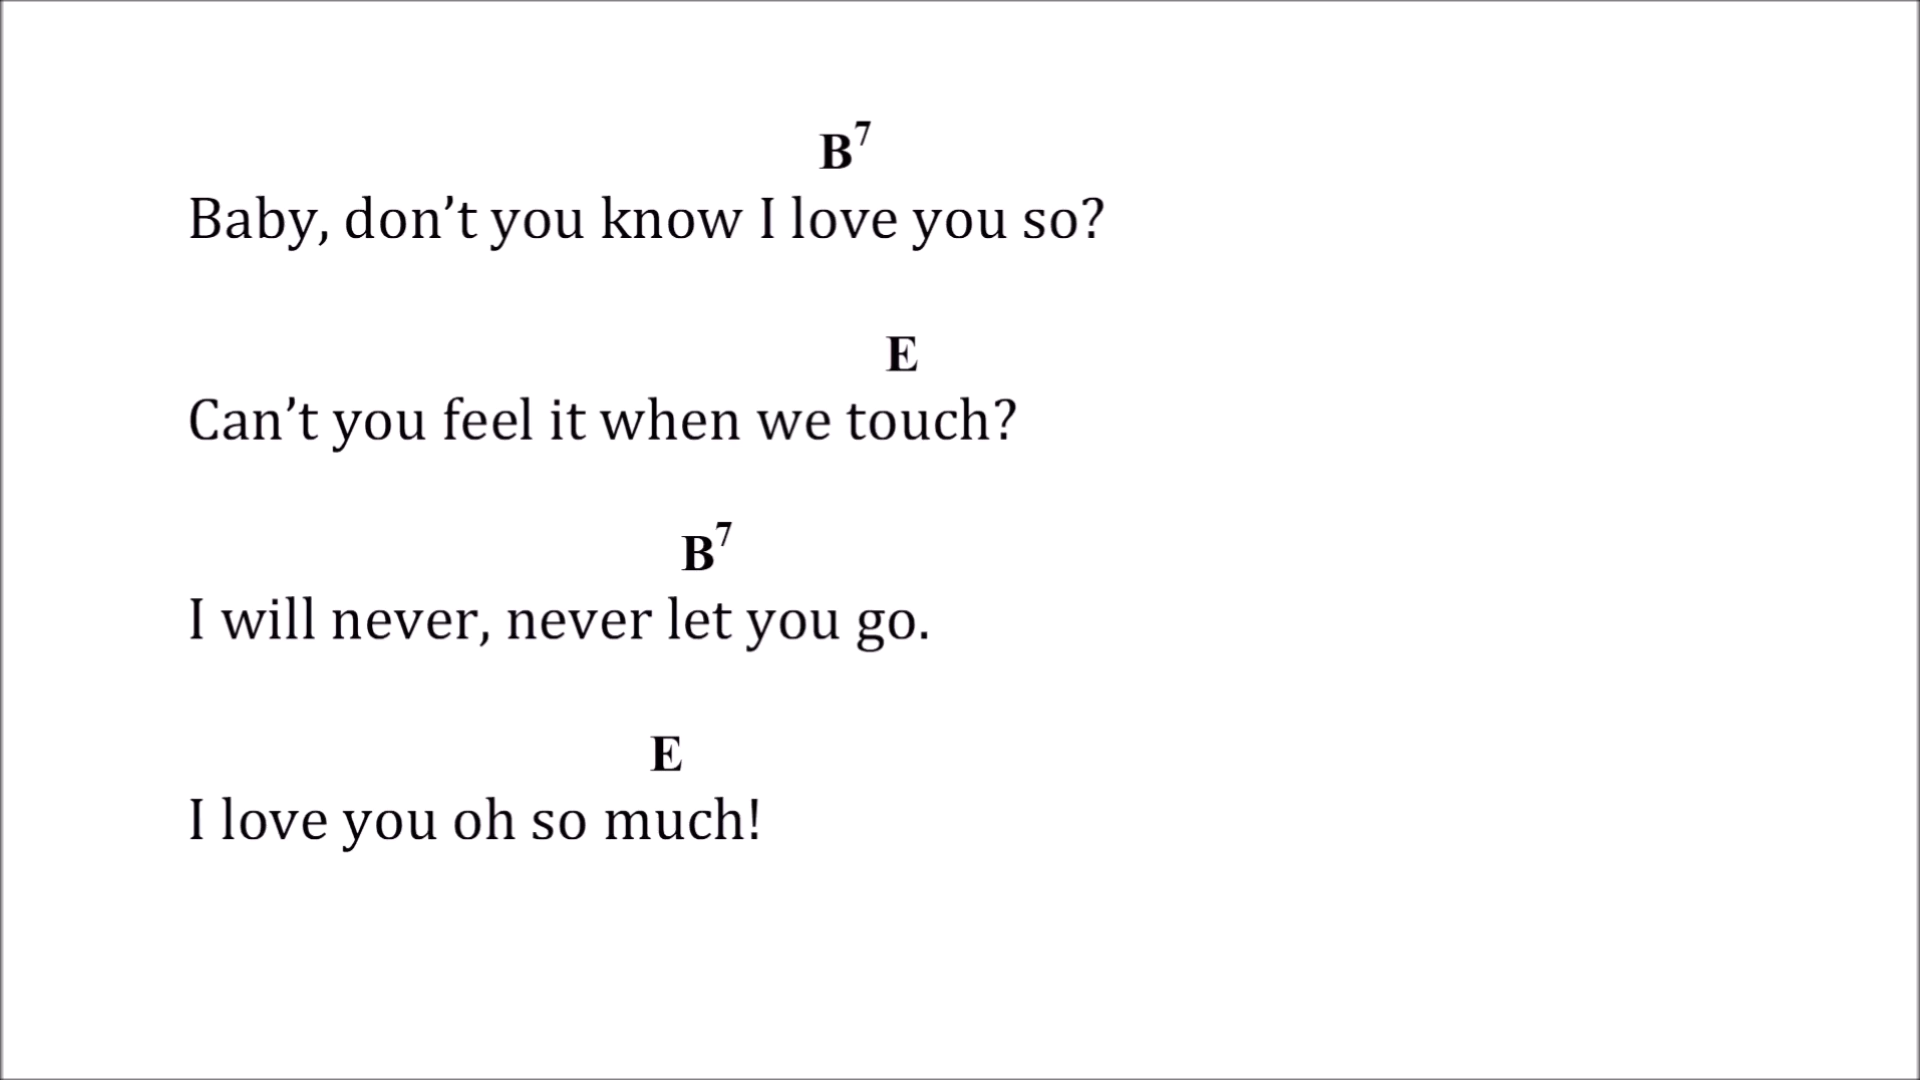 B7
Baby, don’t you know I love you so?
E
Can’t you feel it when we touch?
B7
I will never, never let you go.
E
I love you oh so much!